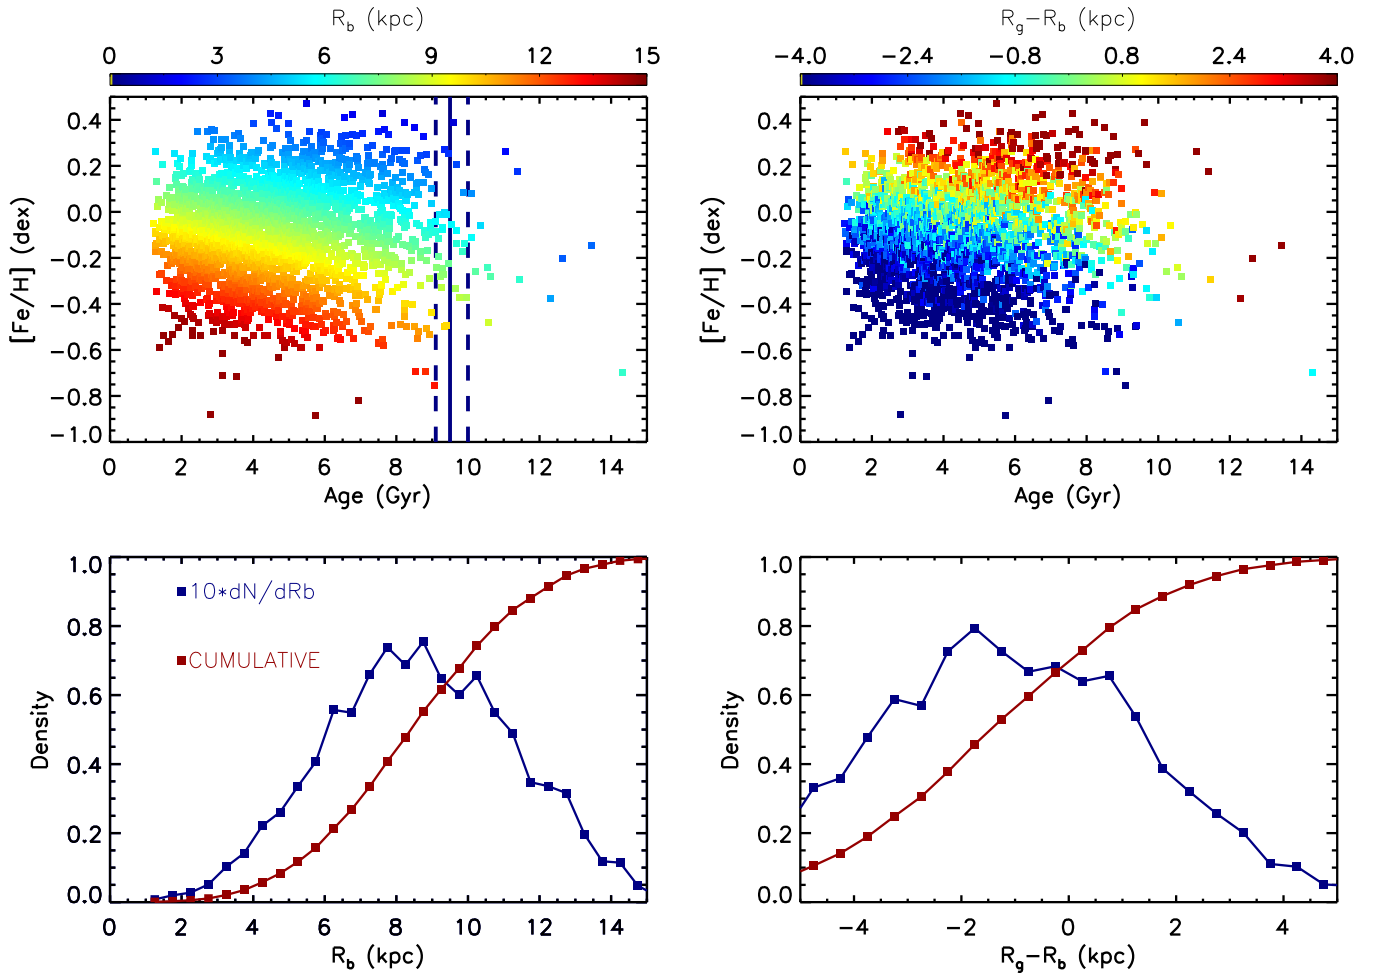 R_b (kpc)
0 3 6 9 12 15
0.4
0.2
0.0
−0.2
−0.4
−0.6
−0.8
−1.0
[Fe/H] (dex)
0 2 4 6 8 10 12 14
Age (Gyr)
R_g−R_b (kpc)
−4.0 −2.4 −0.8 0.8 2.4 4.0
0.4
0.2
0.0
−0.2
−0.4
−0.6
−0.8
−1.0
[Fe/H] (dex)
0 2 4 6 8 10 12 14
Age (Gyr)
1.0
0.8
0.6
0.4
0.2
0.0
Density
10*dN/dRb
CUMULATIVE
0 2 4 6 8 10 12 14
R_b (kpc)
1.0
0.8
0.6
0.4
0.2
0.0
Density
−4 −2 0 2 4
R_g−R_b (kpc)